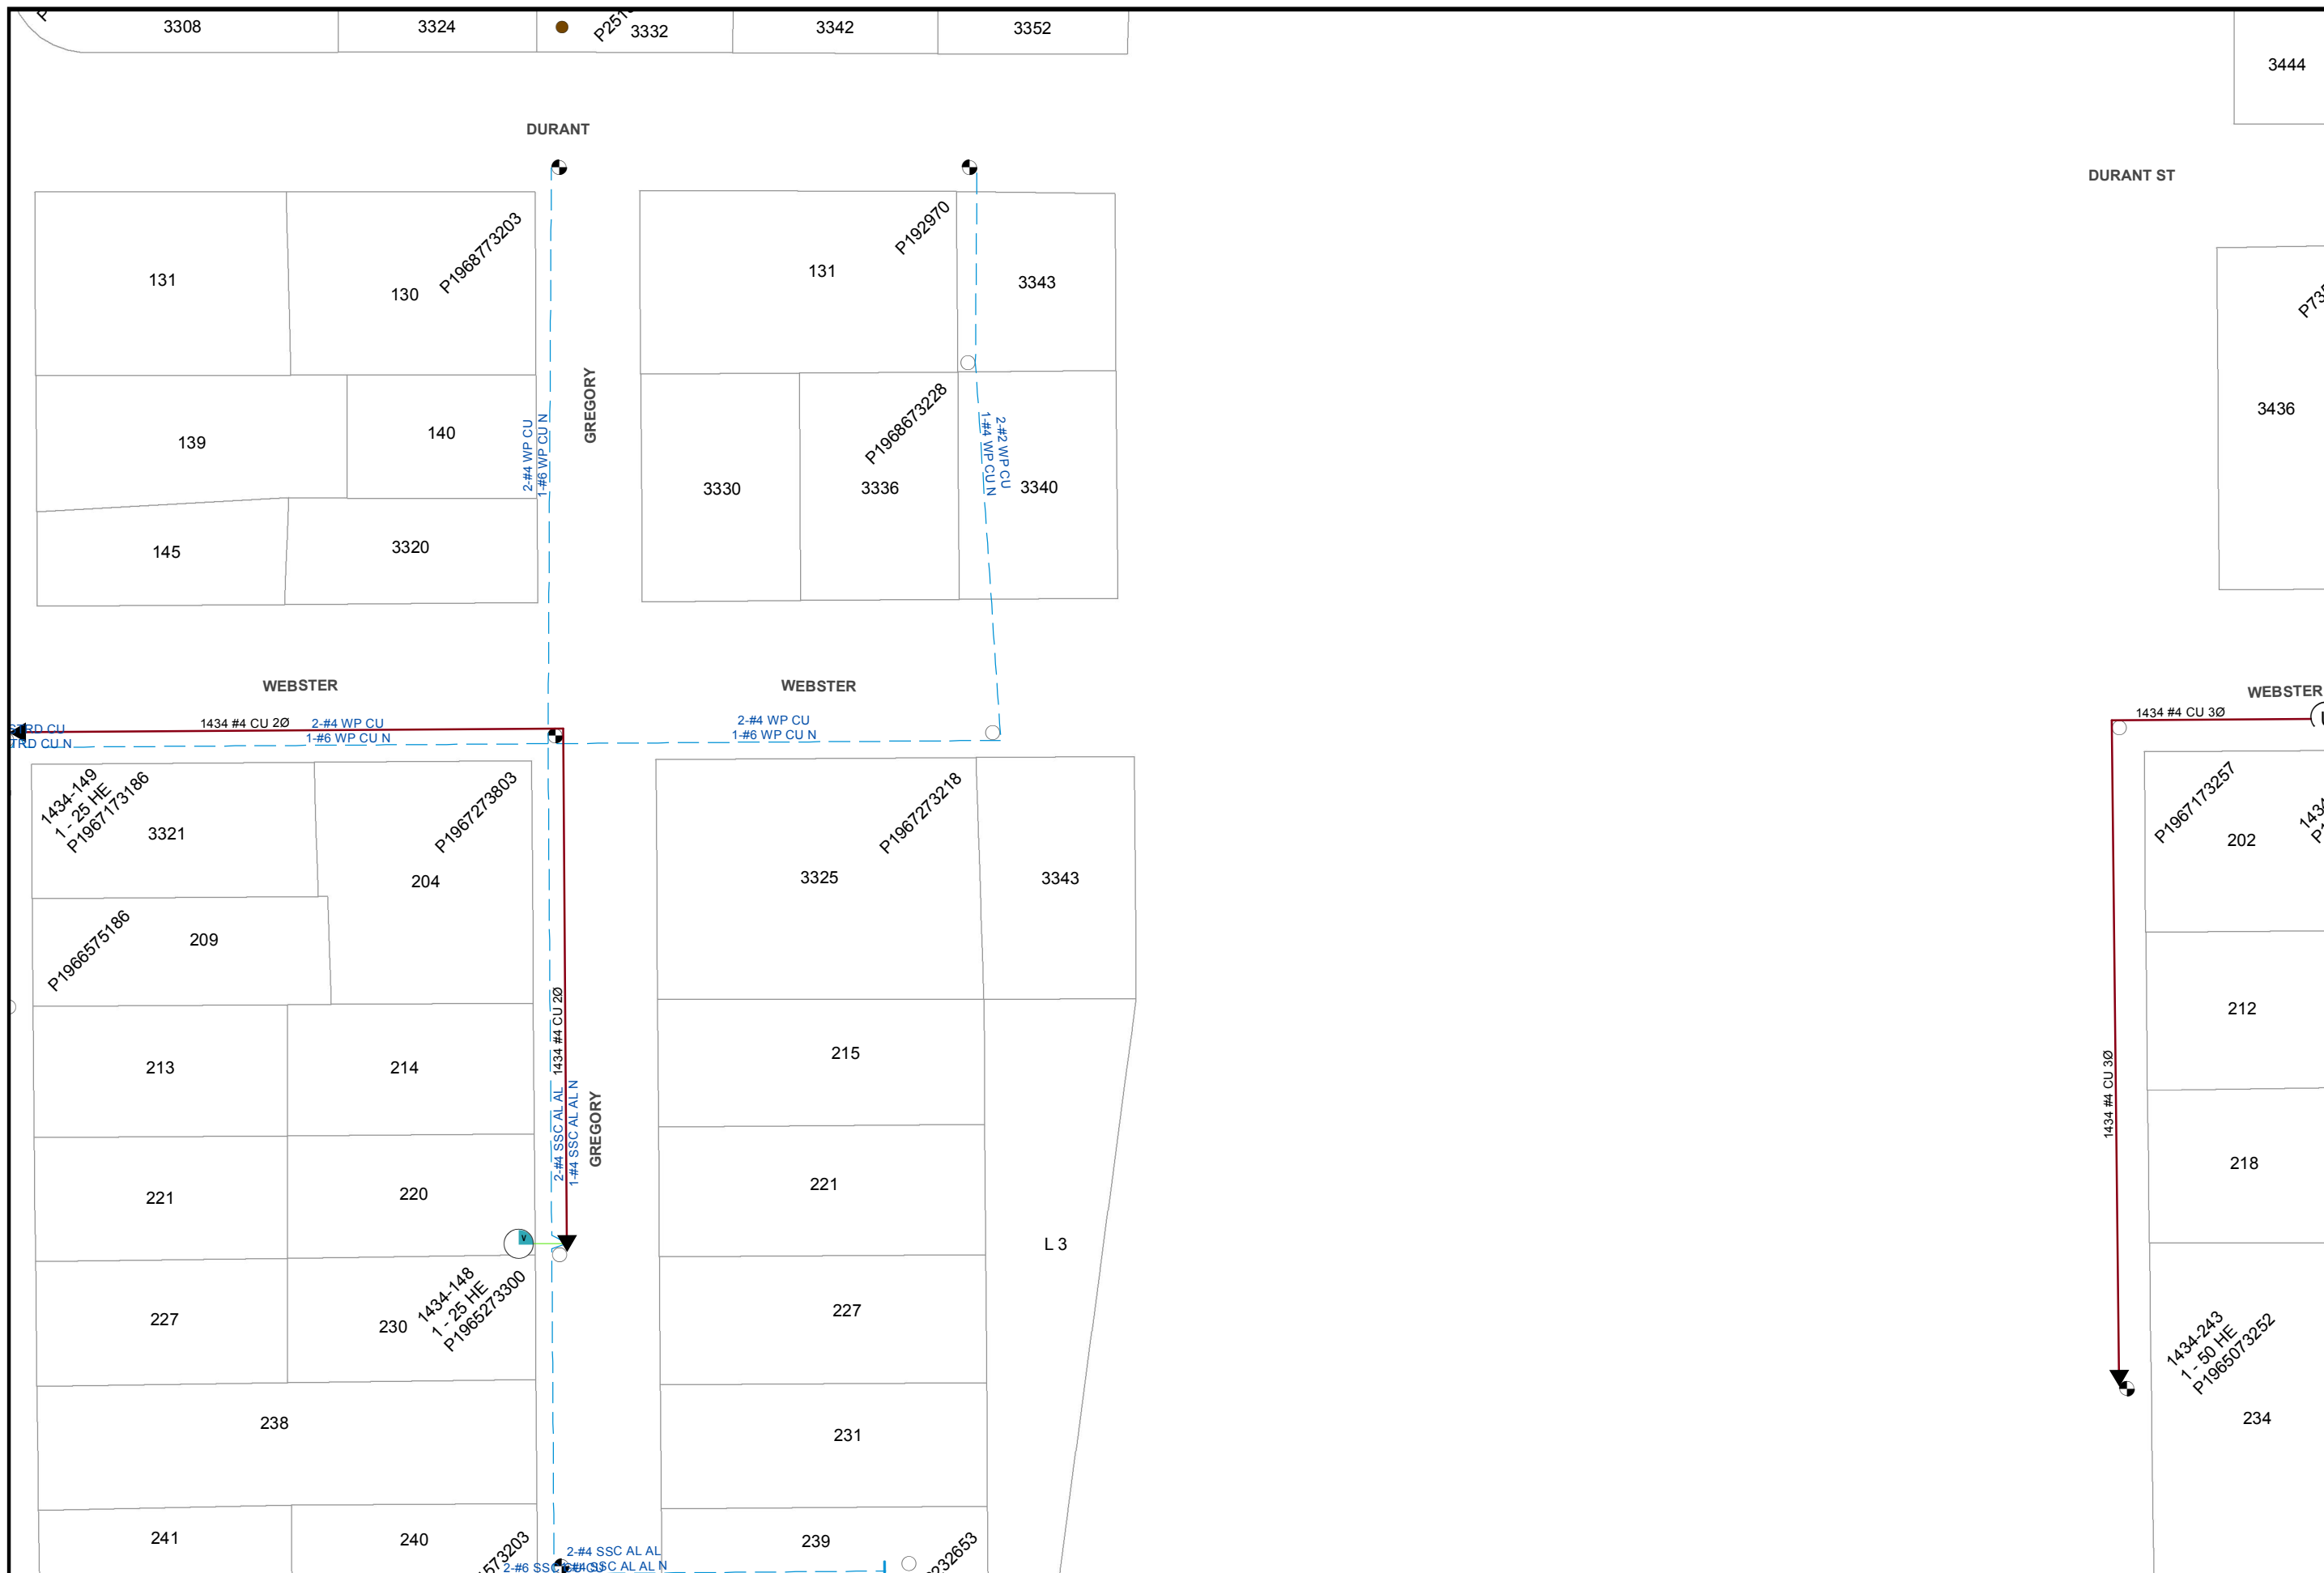 3308
3324
3332
3342
3352
3444
DURANT
DURANT ST
131
130
P1968773203
131
P192970
3343
139
140
2-#4 WP CU
1-#6 WP CU N
GREGORY
3330
3336
P1968673228
2-#2 WP CU
1-#4 WP CU N
3340
3436
145
3320
WEBSTER
WEBSTER
WEBSTER
TRD CU N
1434 #4 CU 2Ø
2-#4 WP CU
1-#6 WP CU N
2-#4 WP CU
1-#6 WP CU N
1434 #4 CU 3Ø
1434-149
1 - 25 HE
P1967173186
3321
P1967273803
204
P1967273218
3325
3343
P1967173257
202
P1966575186
209
213
214
1434 #4 CU 2Ø
2-#4 SSC AL AL
1-#4 SSC AL AL N
GREGORY
215
212
1434 #4 CU 3Ø
221
220
221
218
V
L 3
227
230
1434-148
1 - 25 HE
P1965273300
227
1434-243
1 - 50 HE
P1965073252
234
238
231
241
240
239
2-#4 SSC AL AL